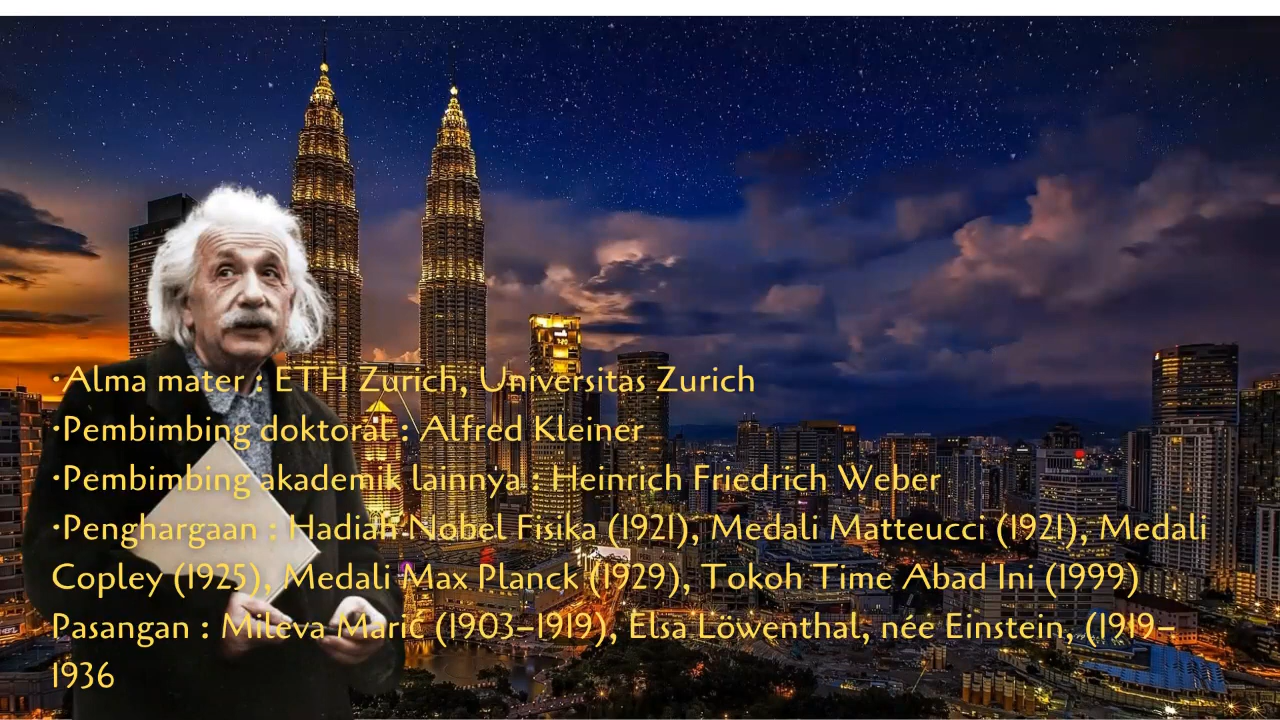 •Alma mater : ETH Zurich, Universitas Zurich
•Pembimbing doktoral : Alfred Kleiner
•Pembimbing akademik lainnya : Heinrich Friedrich Weber
•Penghargaan : Hadiah Nobel Fisika (1921), Medali Matteucci (1921), Medali
Copley (1925), Medali Max Planck (1929), Tokoh Time Abad Ini (1999)
Pasangan : Mileva Marić (1903–1919), Elsa Löwenthal, née Einstein, (1919–
1936